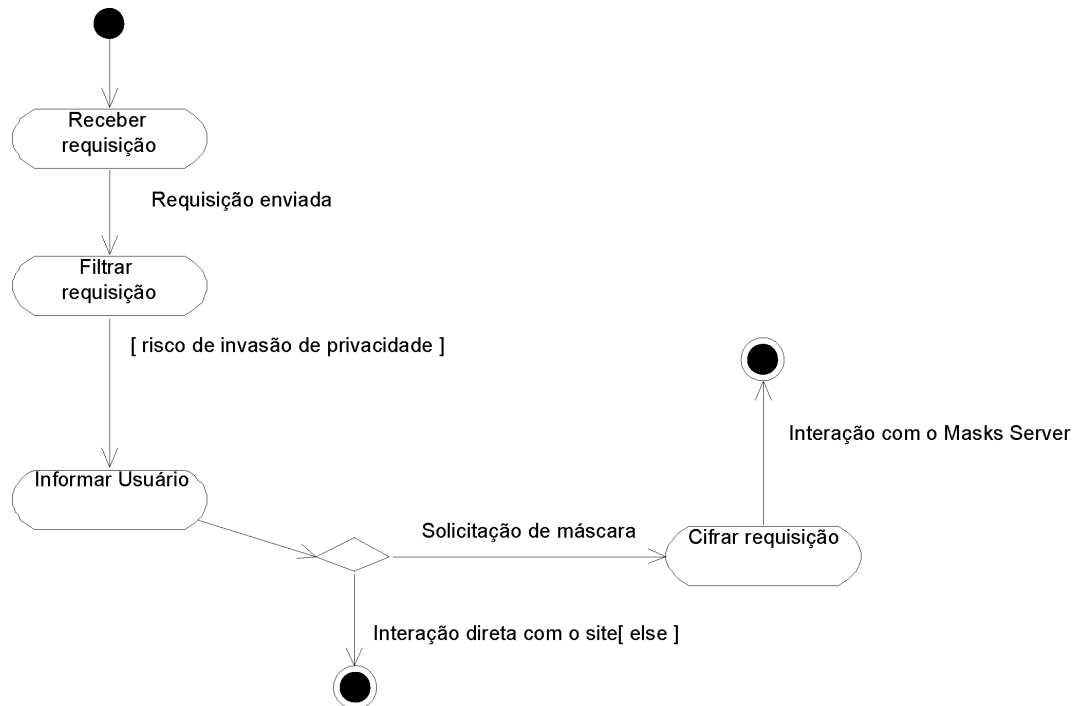 Receber
requisição
Requisição enviada
Filtrar
requisição
[ risco de invasão de privacidade ]
Interação com o Masks Server
Informar Usuário
Solicitação de máscara
Cifrar requisição
Interação direta com o site[ else ]